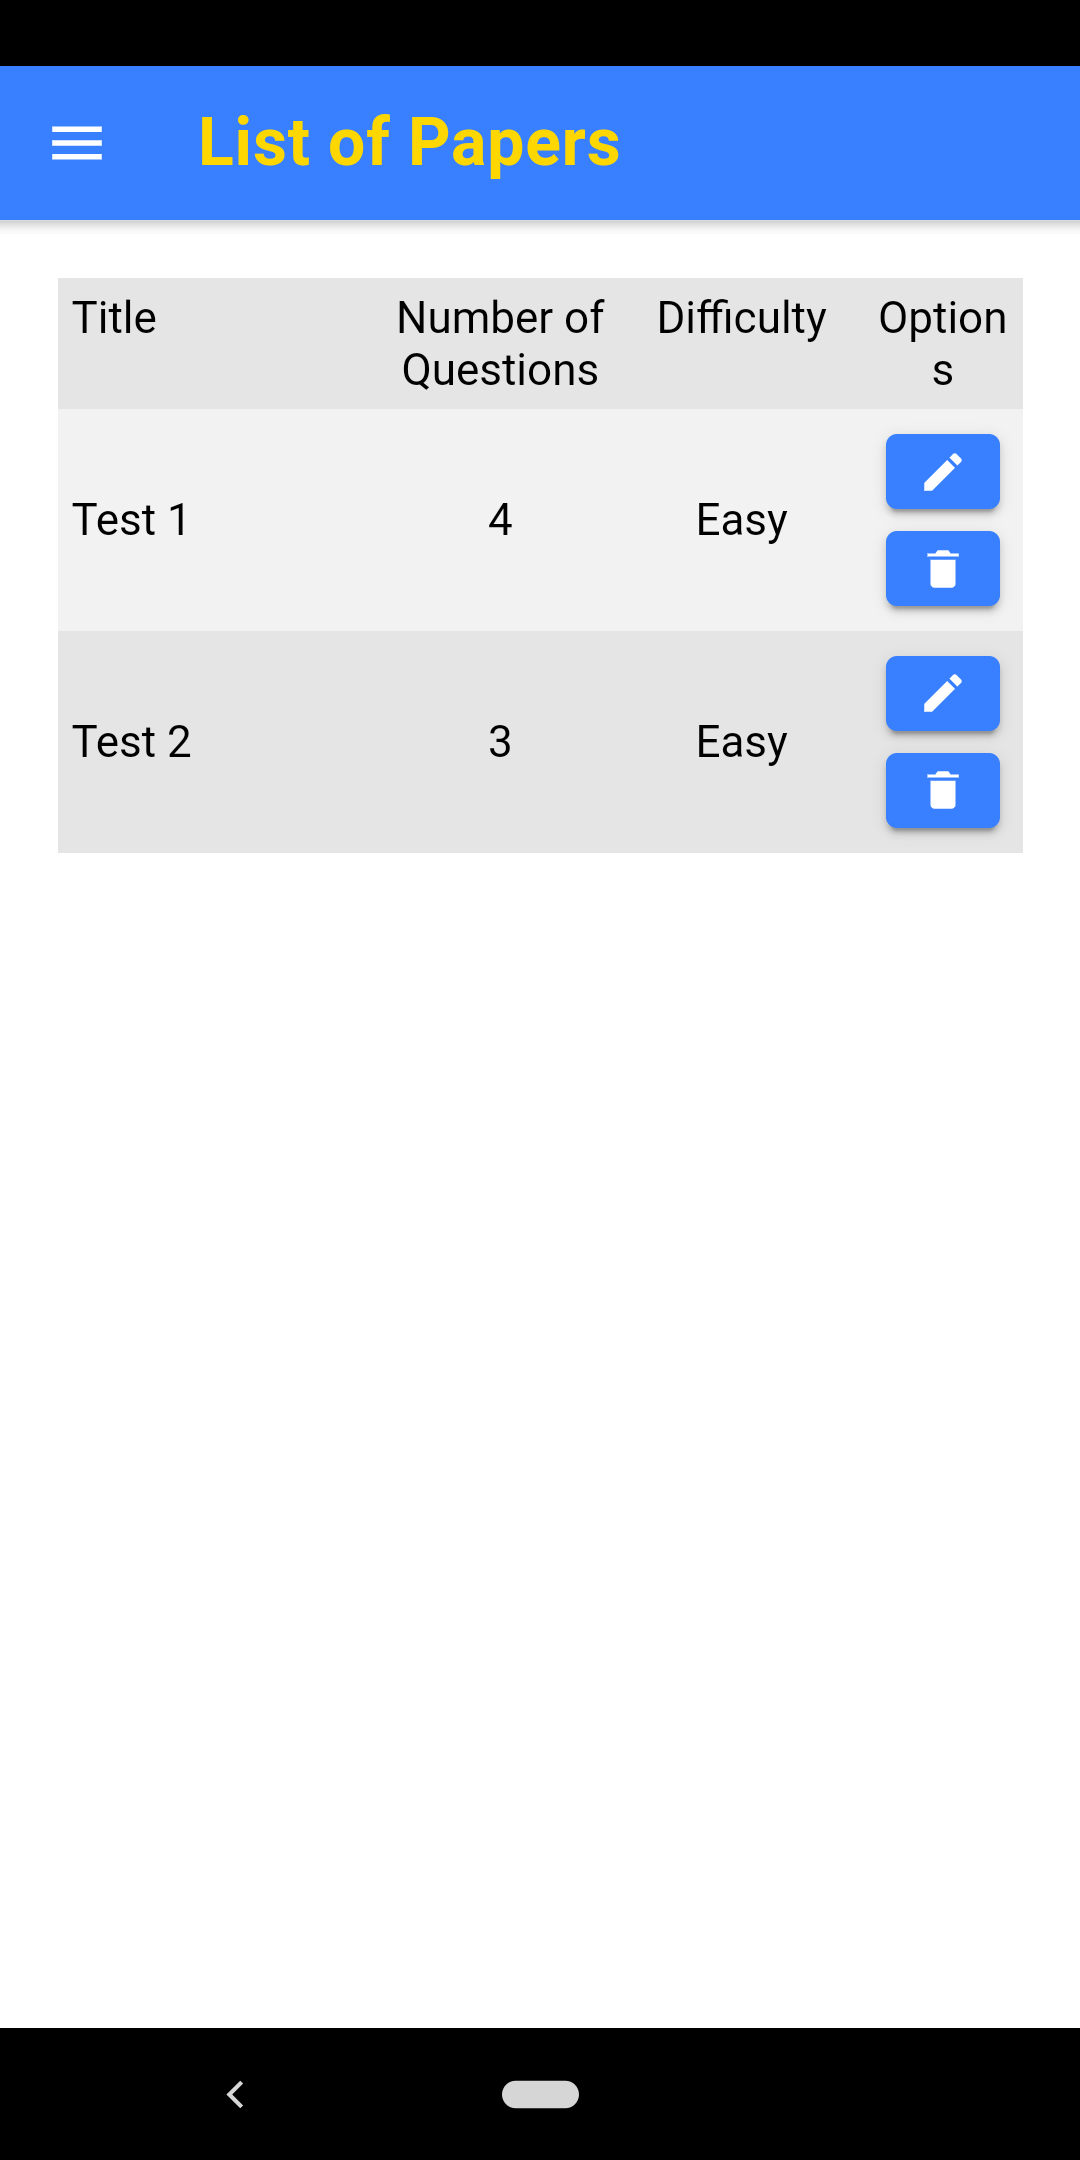 List of Papers
Title Number of Difficulty Option
Questions s
Test 1 4 Easy
Test 2 3 Easy